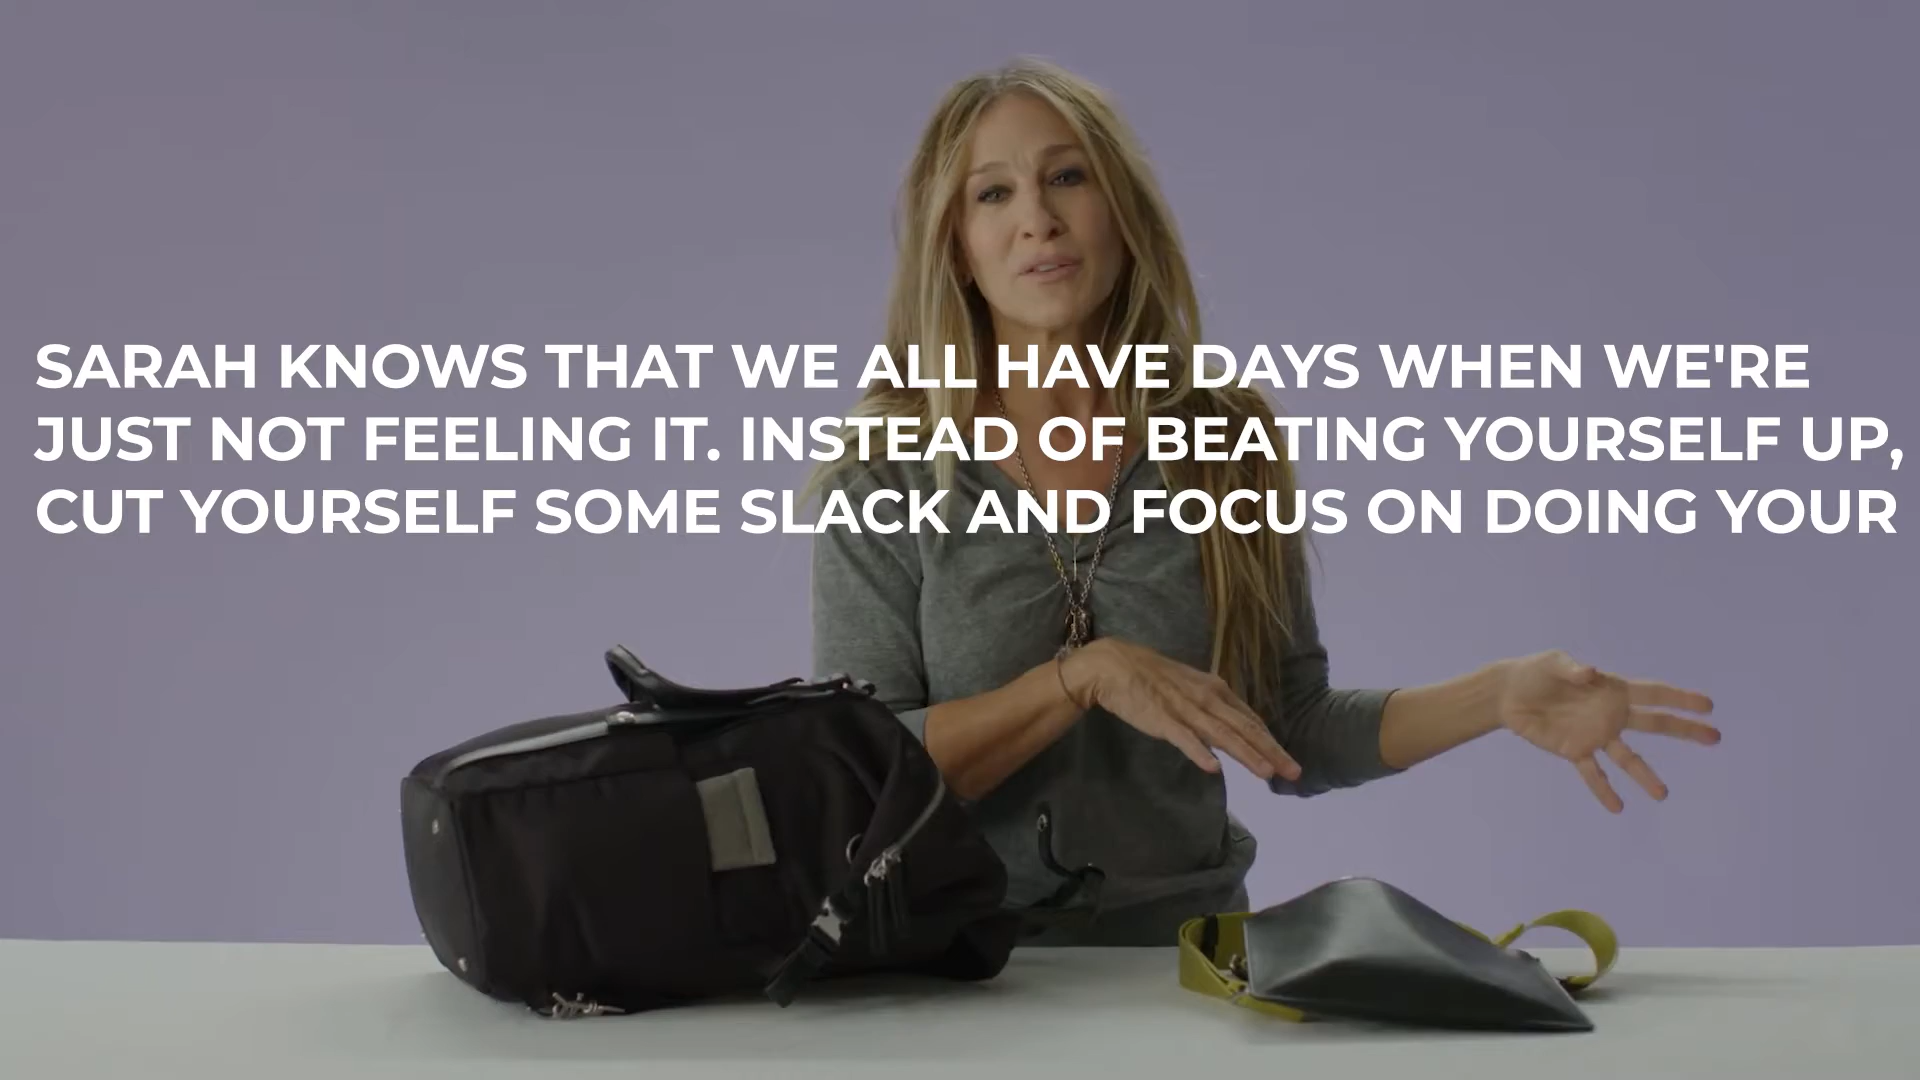 SARAH KNOWS THAT WE ALL HAVE DAYS WHEN WE'RE
JUST NOT FEELING IT. INSTEAD OF BEATING YOURSELF UP,
CUT YOURSELF SOME SLACK AND FOCUS ON DOING YOUR